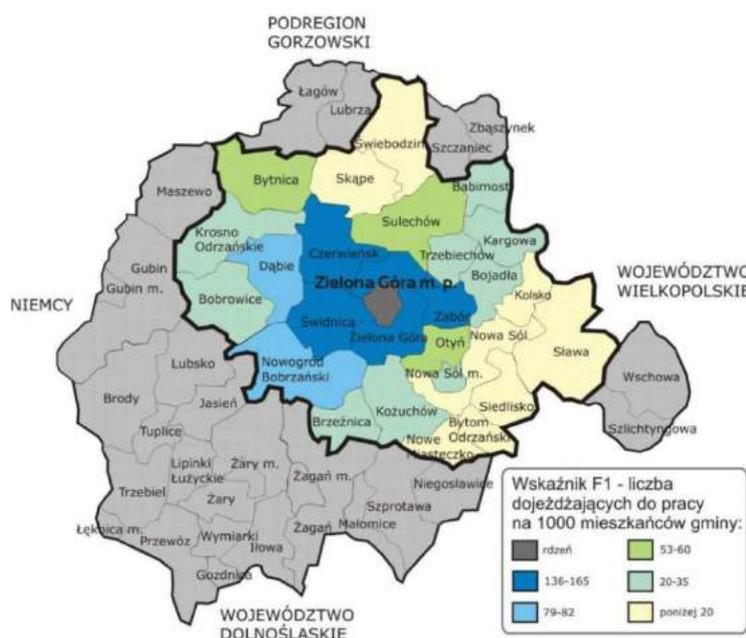 PODREGION
GORZOWSKI
Łagów
Lubrza
Zbąszynek
Szczaniec
Świebodzin
Maszewo
Bytnica
Skąpe
Babimost
Sulechów
Krosno
Odrzańskie
Czerwieńsk
Trzebiechów
Kargowa
Gubin
Gubin m.
Dąbie
Zielona Góra m. p.
Bojadła
WOJEWÓDZTWO
WIELKOPOLSKIE
NIEMCY
Bobrowice
Kolsko
Świdnica
Zielona Góra
Zabór
Otyń
Nowa Sól
Sława
Lubsko
Nowogród
Bobrzański
Nowa Sól m.
Wschowa
Brody
Jasień
Siedlisko
Brzeźnica
Kożuchów
Bytom
Odrzański
Szlichtyngowa
Tuplice
Nowe
Miasteczko
Lipinki
Łużyckie
Żary m.
Żagań m.
Niegosławice
Trzebiel
Żary
Szprotawa
Łęknica m.
Przewóz
Wymiarki
Iłowa
Żagań
Małomice
Gozdnica
WOJEWÓDZTWO
DOLNOŚLĄSKIE
Wskaźnik F1 - liczba
dojeżdżających do pracy
na 1000 mieszkańców gminy:
rdzeń
53-60
136-165
20-35
79-82
poniżej 20